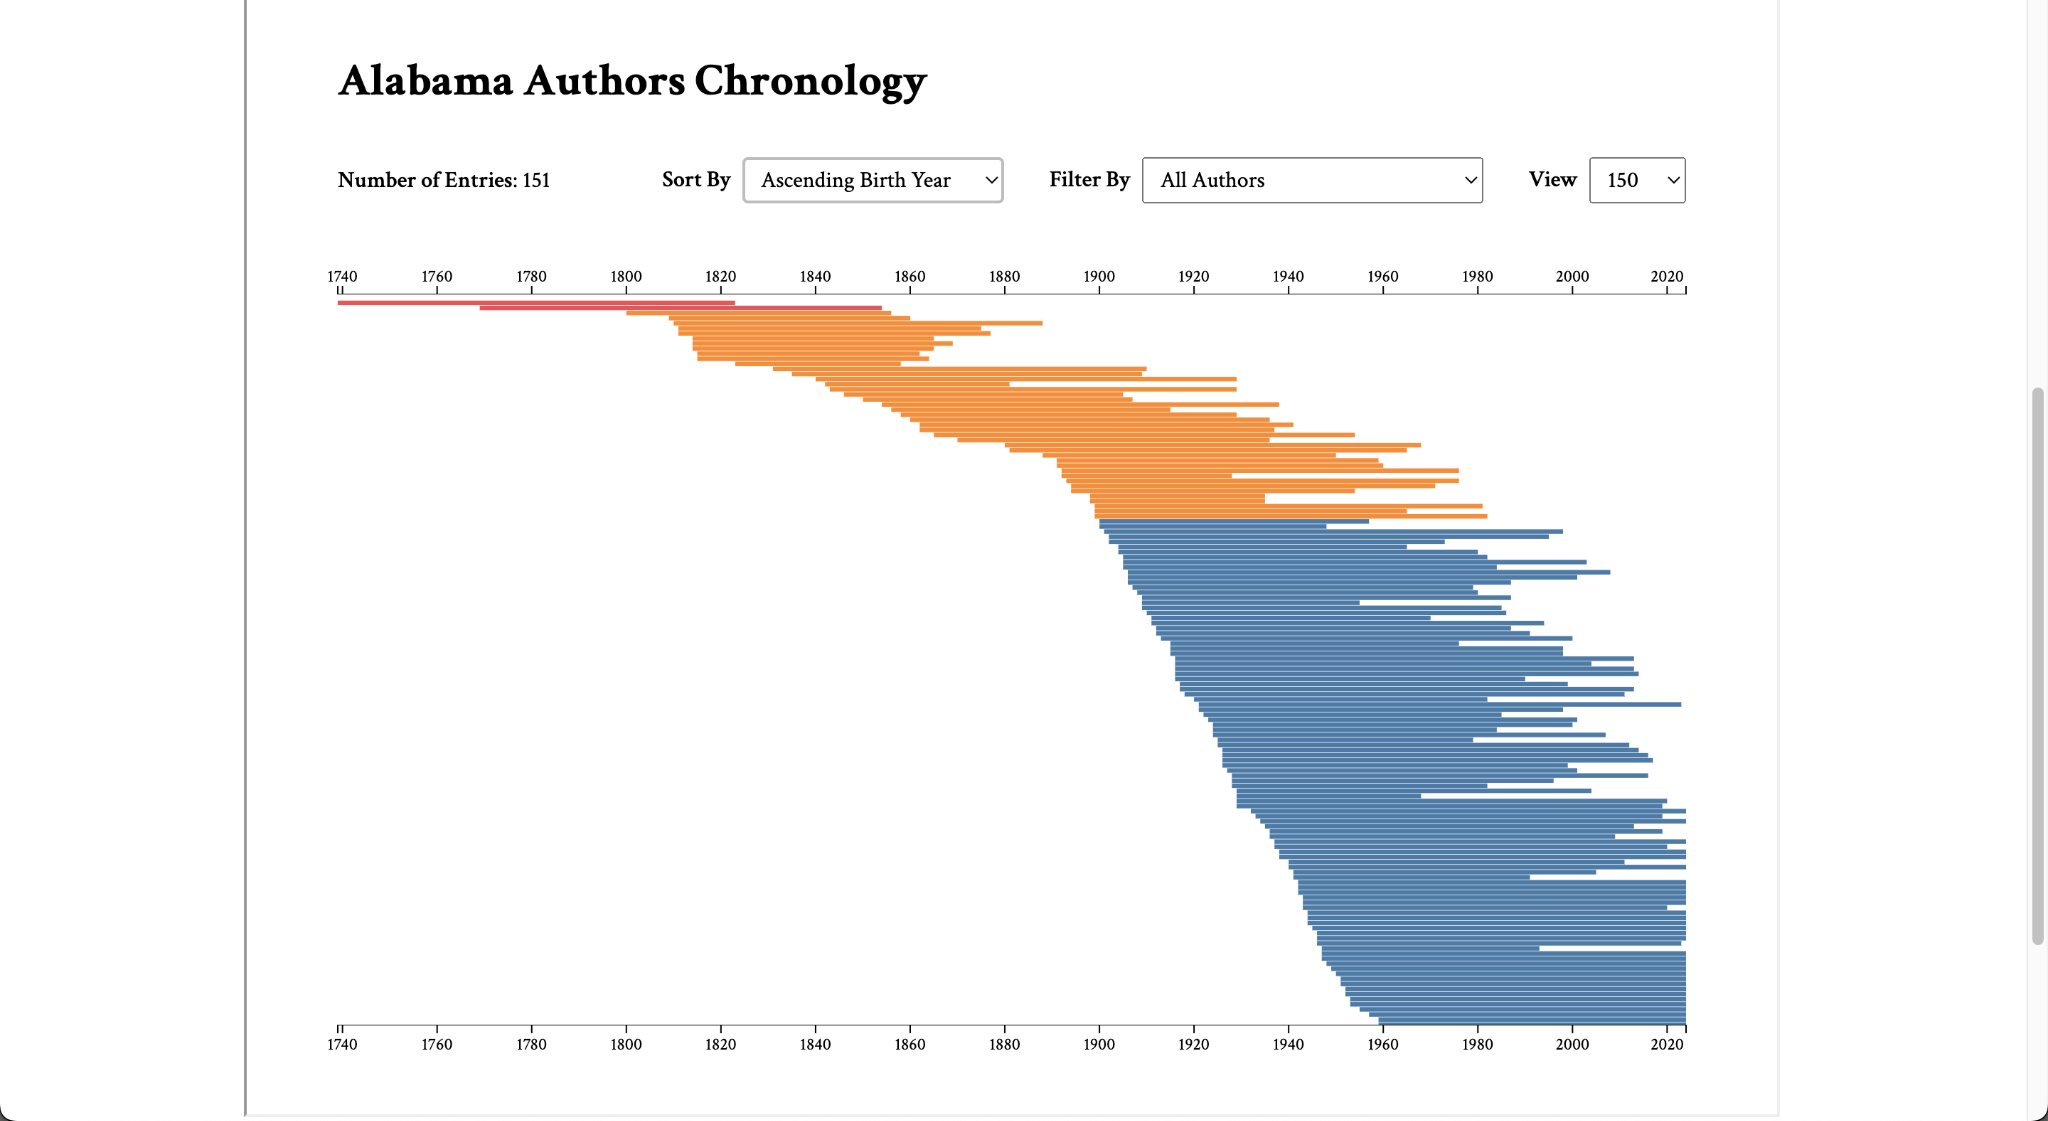 Alabama Authors Chronology
Number of Entries: 151 Sort By Ascending Birth Year Filter By All Authors View 150
1740 1760 1780 1800 1820 1840 1860 1880 1900 1920 1940 1960 1980 2000 2020
1740 1760 1780 1800 1820 1840 1860 1880 1900 1920 1940 1960 1980 2000 2020